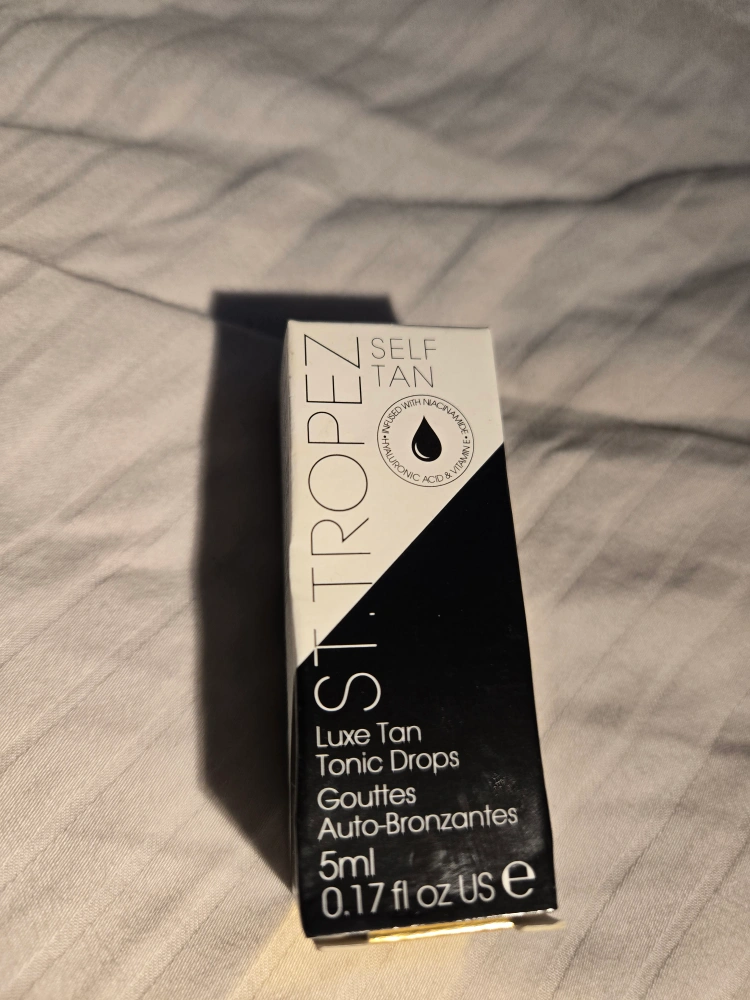 ST. TROPEZ
SELF
TAN
• INFUSED WITH NIACINAMIDE • HYALURONIC ACID & VITAMIN E
Luxe Tan
Tonic Drops
Gouttes
Auto-Bronzantes
5ml
0.17 fl oz US e